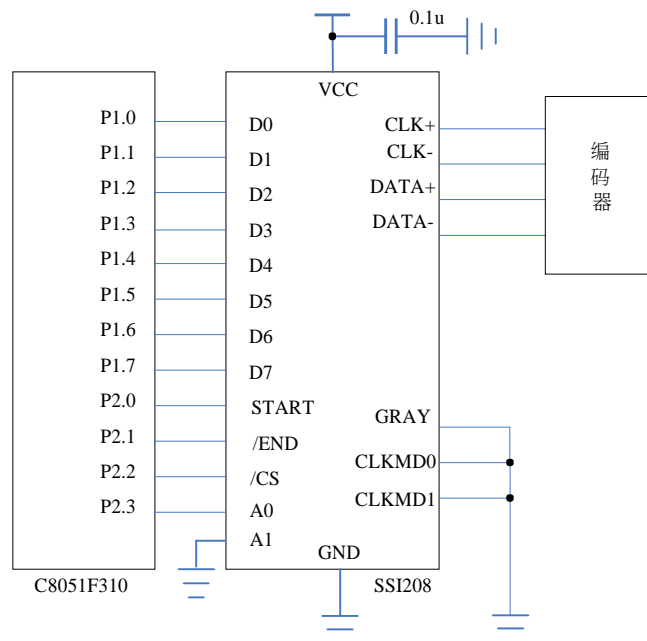 0.1u
VCC
P1.0
P1.1
P1.2
P1.3
P1.4
P1.5
P1.6
P1.7
P2.0
P2.1
P2.2
P2.3
D0
D1
D2
D3
D4
D5
D6
D7
START
/END
/CS
A0
A1
GND
CLK+
CLK-
DATA+
DATA-
GRAY
CLKMD0
CLKMD1
编
码
器
C8051F310
SSI208